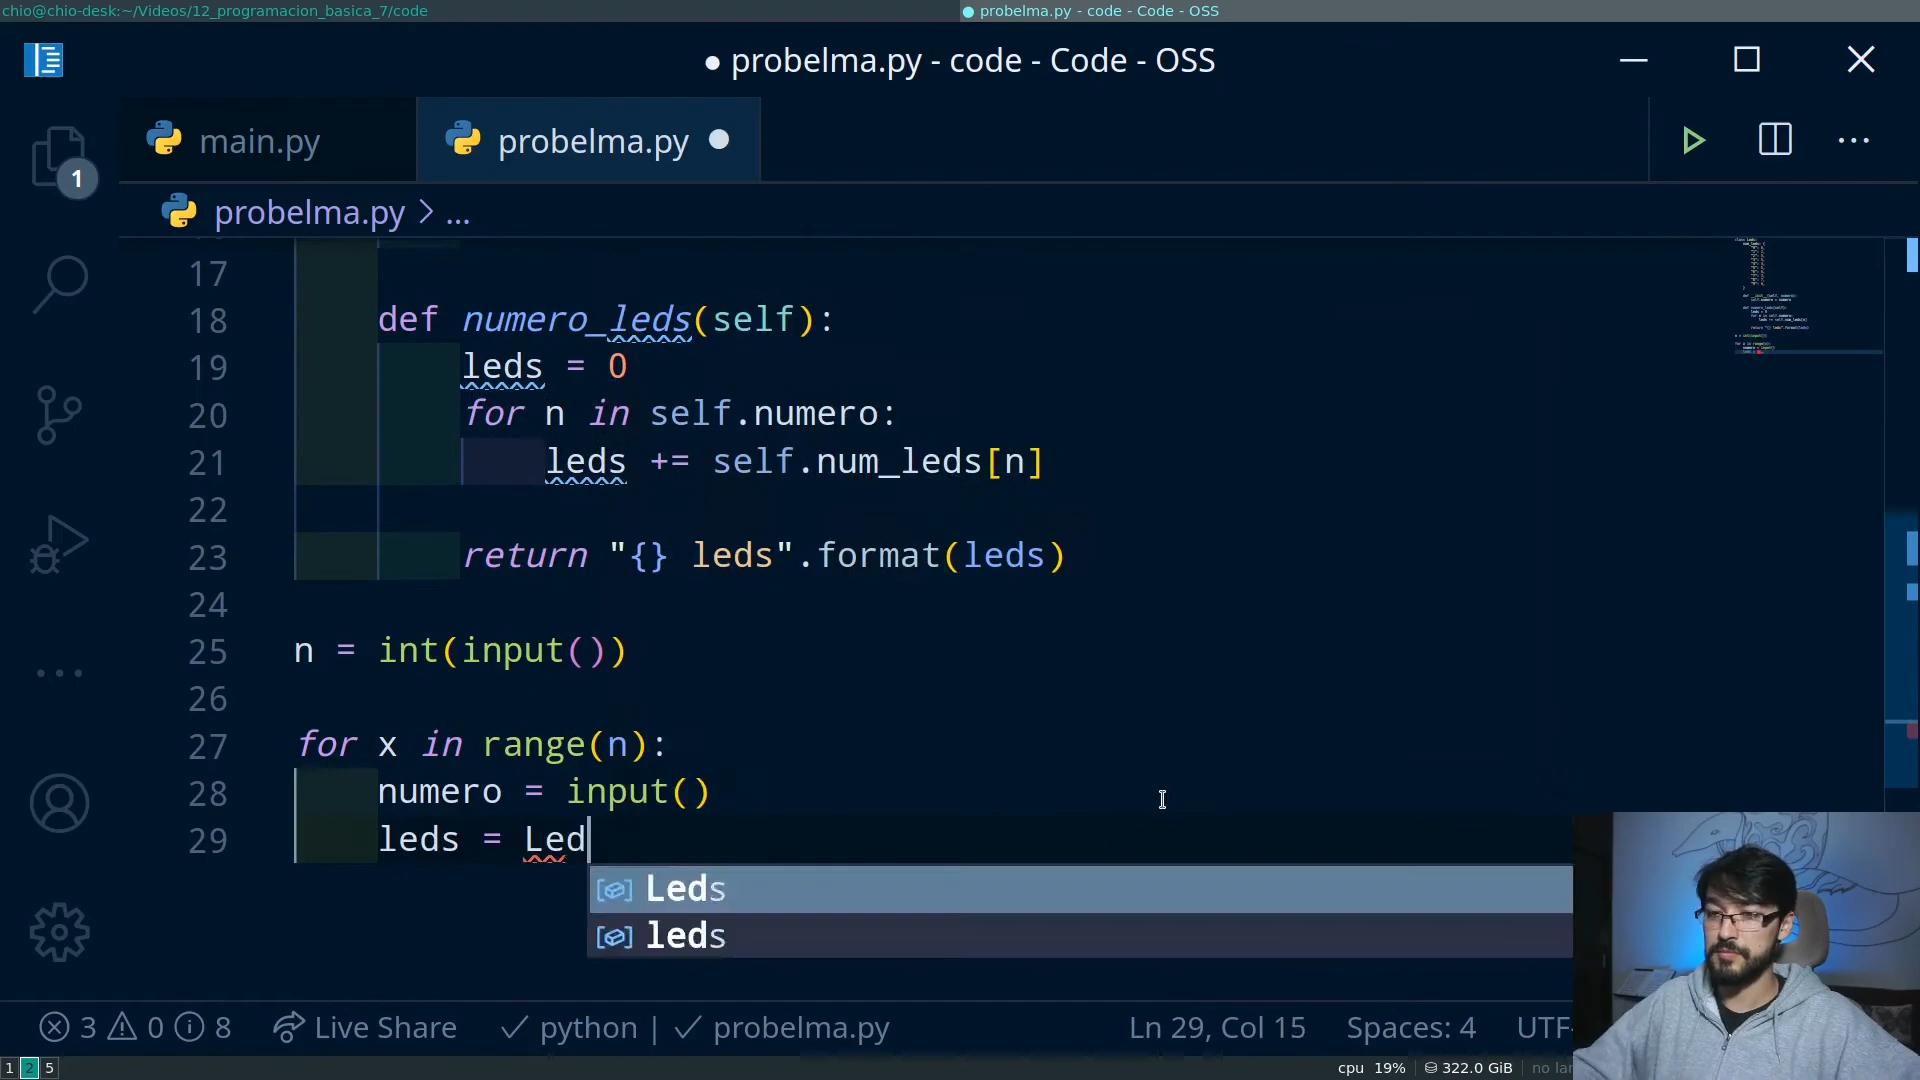 chio@chio-desk:~/Videos/12_programacion_basica_7/code
● probelma.py - code - Code - OSS
● probelma.py - code - Code - OSS
main.py
probelma.py
1
probelma.py > ...
17
18 def numero_leds(self):
19 leds = 0
20 for n in self.numero:
21 leds += self.num_leds[n]
22
23 return "{} leds".format(leds)
24
25 n = int(input())
26
27 for x in range(n):
28 numero = input()
29 leds = Led
Leds
leds
3 0 8 Live Share ✓ python | ✓ probelma.py Ln 29, Col 15 Spaces: 4 UTF-
1 2 5 cpu 19% 322.0 GiB no la